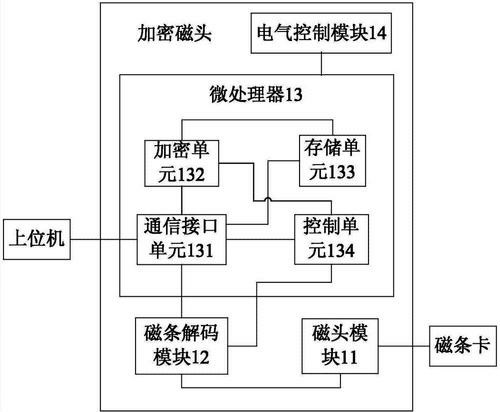 加密磁头
电气控制模块14
微处理器13
加密单
元132
存储单
元133
上位机
通信接口
单元131
控制单
元134
磁条解码
模块12
磁头模
块11
磁条卡